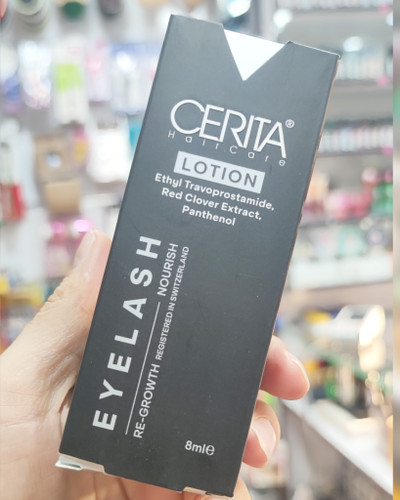 CERITA®
HairCare
LOTION
Ethyl Travoprostamide,
Red Clover Extract,
Panthenol
EYELASH
RE-GROWTH NOURISH
REGISTERED IN SWITZERLAND
8ml℮